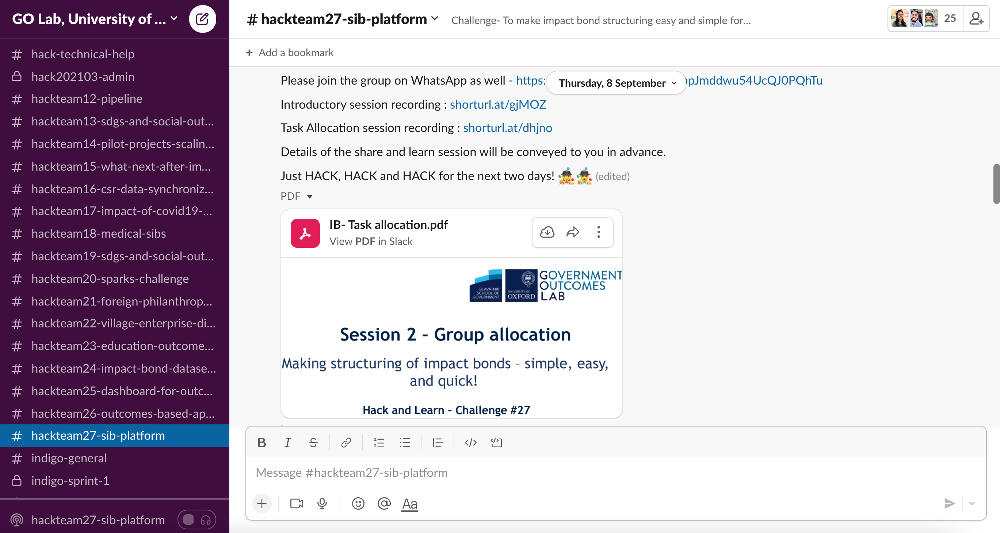 GO Lab, University of ...
hack-technical-help
hack202103-admin
hackteam12-pipeline
hackteam13-sdgs-and-social-out...
hackteam14-pilot-projects-scalin...
hackteam15-what-next-after-im...
hackteam16-csr-data-synchroniz...
hackteam17-impact-of-covid19-...
hackteam18-medical-sibs
hackteam19-sdgs-and-social-out...
hackteam20-sparks-challenge
hackteam21-foreign-philanthrop...
hackteam22-village-enterprise-di...
hackteam23-education-outcome...
hackteam24-impact-bond-datase...
hackteam25-dashboard-for-outc...
hackteam26-outcomes-based-ap...
hackteam27-sib-platform
indigo-general
indigo-sprint-1
hackteam27-sib-platform
# hackteam27-sib-platform
Challenge- To make impact bond structuring easy and simple for...
25
+ Add a bookmark
Thursday, 8 September
Please join the group on WhatsApp as well - https: pJmddwu54UcQJ0PQhTu
Introductory session recording : shorturl.at/gjMOZ
Task Allocation session recording : shorturl.at/dhjno
Details of the share and learn session will be conveyed to you in advance.
Just HACK, HACK and HACK for the next two days! (edited)
PDF
IB- Task allocation.pdf
View PDF in Slack
BLAVATNIK
SCHOOL OF
GOVERNMENT
UNIVERSITY OF
OXFORD
GOVERNMENT
OUTCOMES
LAB
Session 2 - Group allocation
Making structuring of impact bonds - simple, easy,
and quick!
Hack and Learn - Challenge #27
Message #hackteam27-sib-platform
Aa